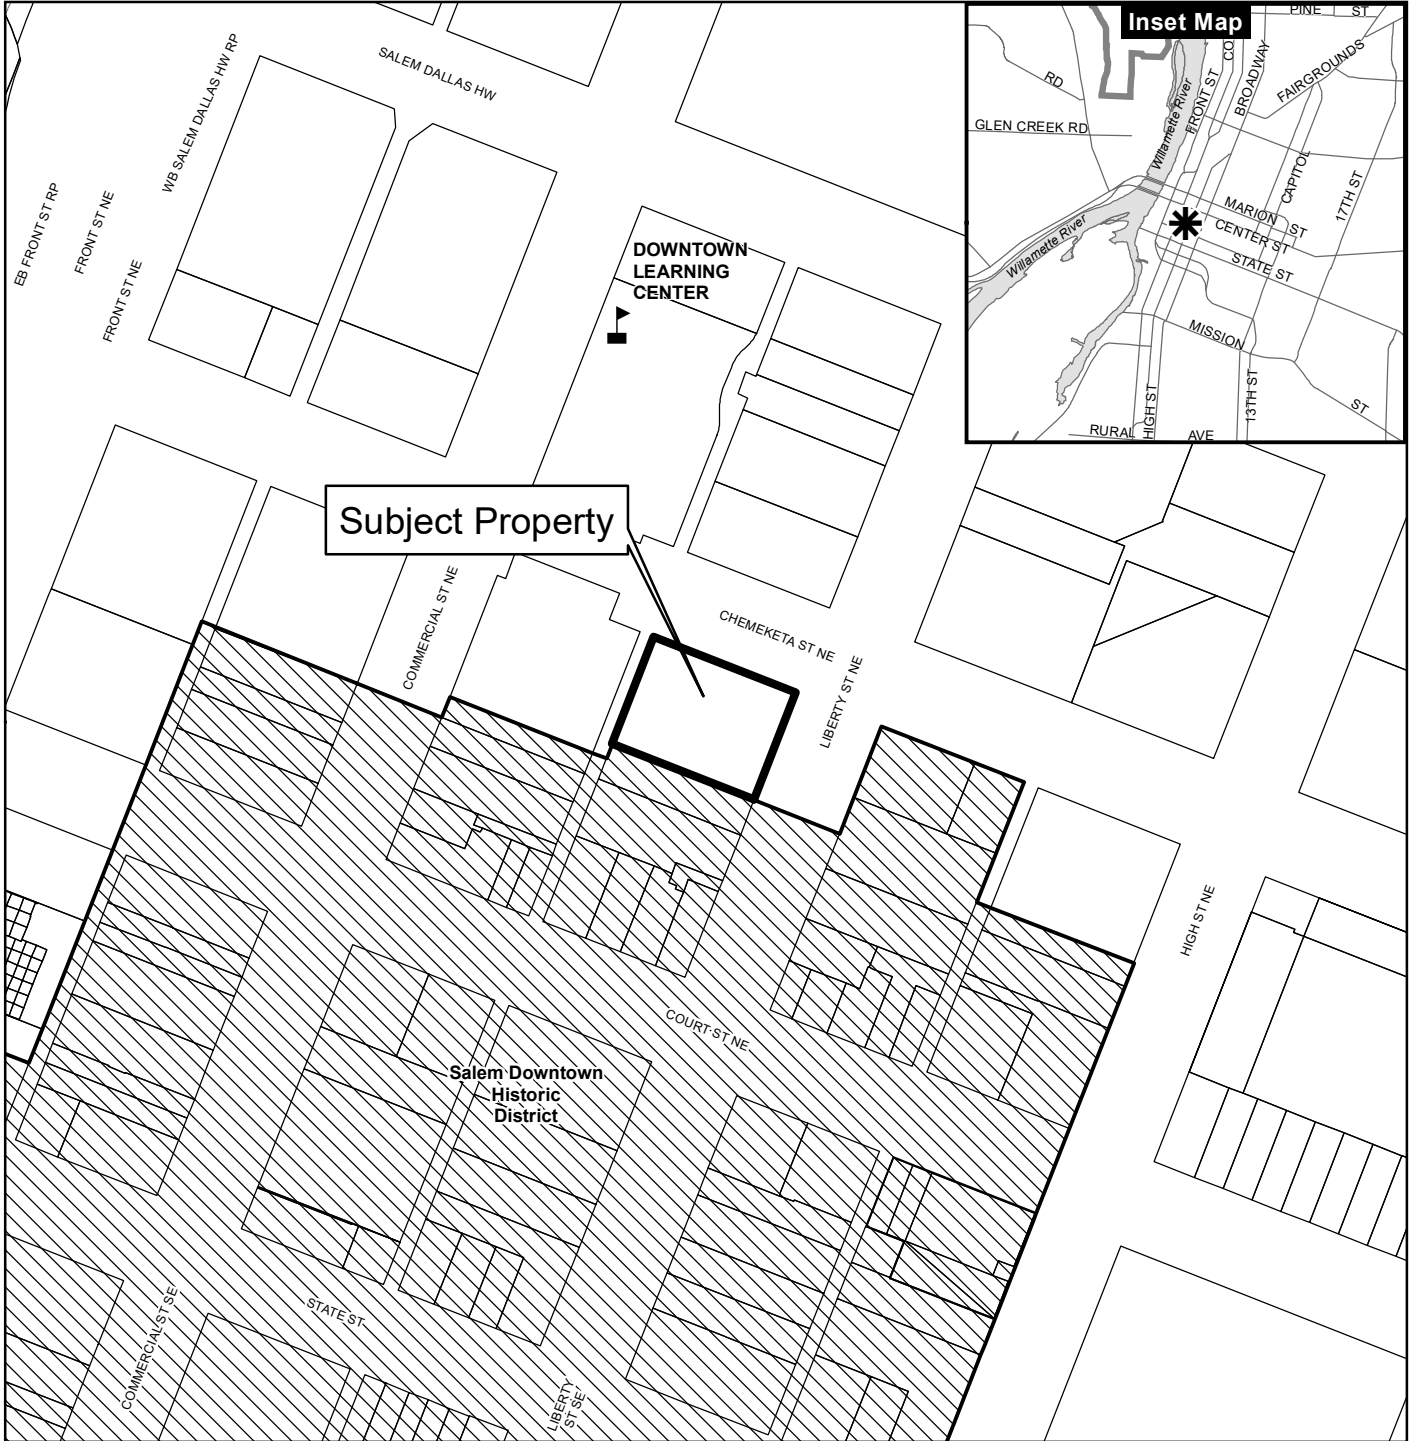 Inset Map
PINE ST
CO
BROADWAY
FAIRGROUNDS
RD
FRONT ST
Willamette River
GLEN CREEK RD
CAPITOL
17TH ST
MARION ST
CENTER ST
STATE ST
Willamette River
MISSION
ST
HIGH ST
13TH ST
RURAL AVE
SALEM DALLAS HW
WB SALEM DALLAS HW RP
EB FRONT ST RP
FRONT ST NE
FRONT ST NE
DOWNTOWN
LEARNING
CENTER
Subject Property
COMMERCIAL ST NE
CHEMEKETA ST NE
LIBERTY ST NE
HIGH ST NE
COURT ST NE
Salem Downtown
Historic
District
STATE ST
COMMERCIAL ST SE
LIBERTY
ST SE